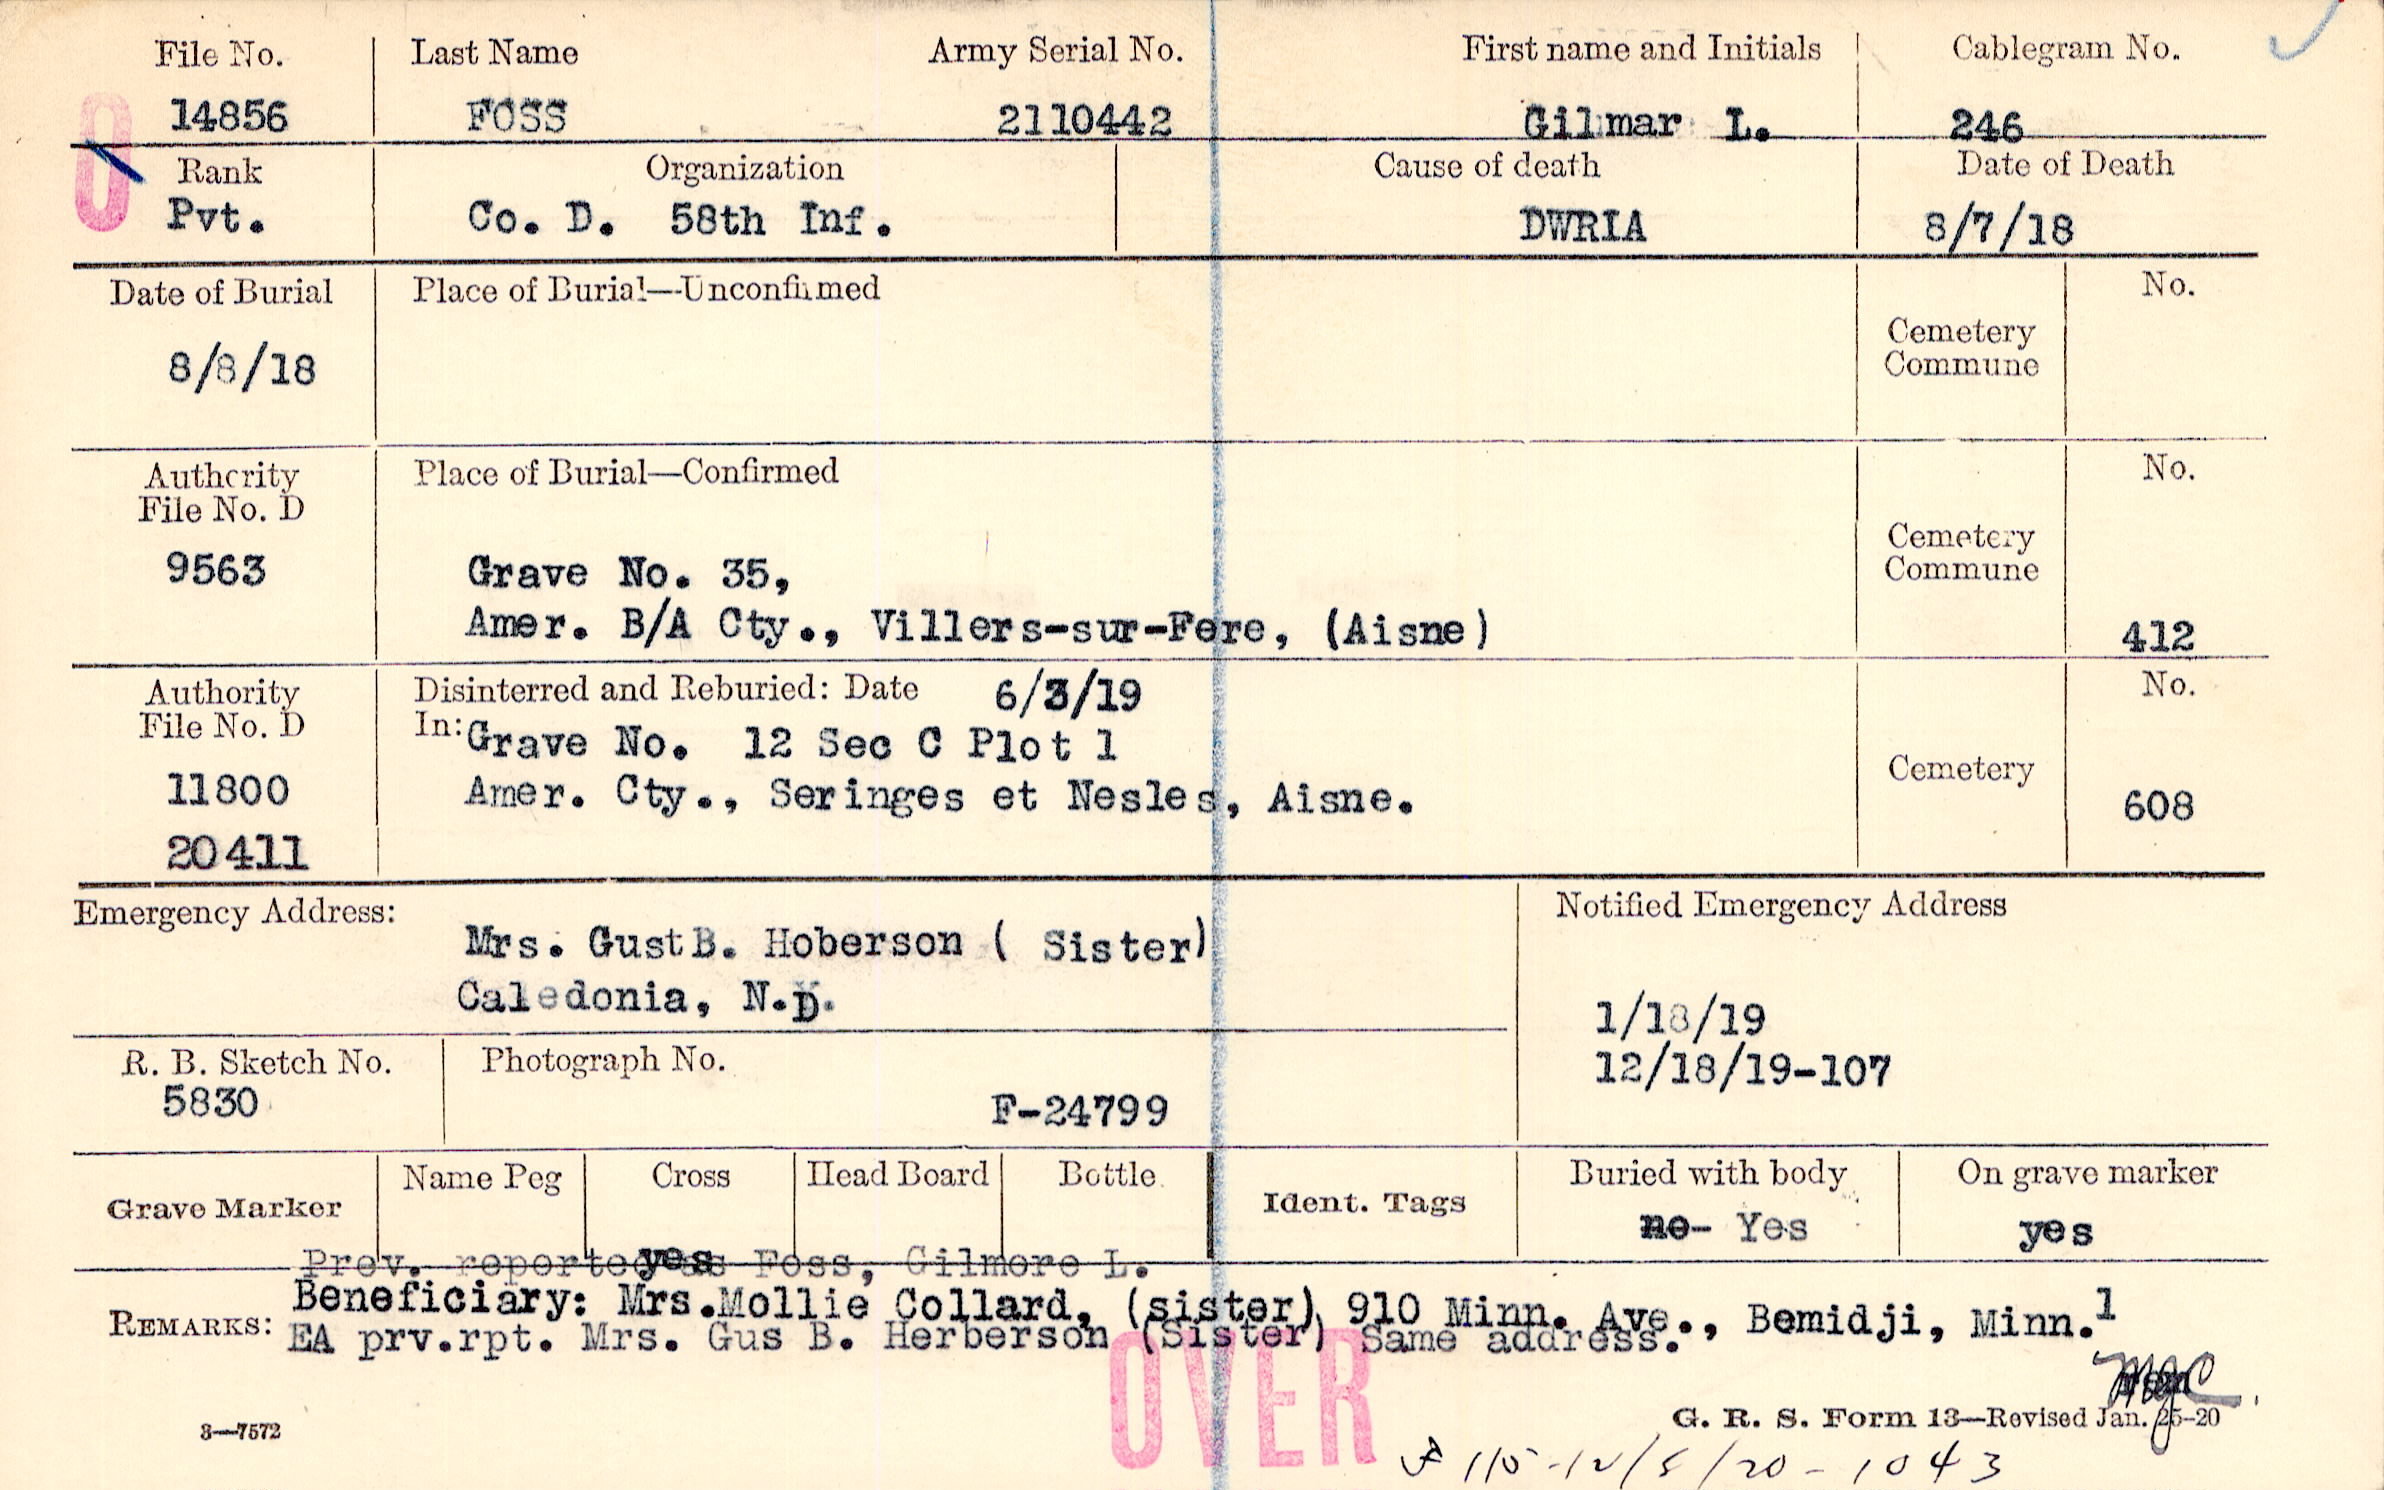 File No. Last Name Army Serial No. First name and Initials Cablegram No.
14856 FOSS 2110442 Gilmar L. 246
Rank Organization Cause of death Date of Death
Pvt. Co. D. 58th Inf. DWRIA 8/7/18
Date of Burial Place of Burial—Unconfirmed No.
8/8/18 Cemetery
Commune
Authority Place of Burial—Confirmed No.
File No. D
9563 Grave No. 35, Cemetery
Commune
Amer. B/A Cty., Villers-sur-Fere, (Aisne) 412
Authority Disinterred and Reburied: Date 6/3/19 No.
File No. D In: Grave No. 12 Sec C Plot 1
11800 Amer. Cty., Seringes et Nesles, Aisne. Cemetery 608
20411
Emergency Address: Notified Emergency Address
Mrs. Gust B. Hoberson ( Sister)
Caledonia, N.D.
1/18/19
12/18/19-107
R. B. Sketch No. Photograph No.
5830 F-24799
Grave Marker Name Peg Cross Head Board Bottle Ident. Tags Buried with body On grave marker
yes no- Yes yes
Prev. reported as Foss, Gilmore L.
REMARKS: Beneficiary: Mrs.Mollie Collard, (sister) 910 Minn. Ave., Bemidji, Minn.1
EA prv.rpt. Mrs. Gus B. Herberson (Sister) Same address.
OVER
3—7572 G. R. S. Form 13—Revised Jan. 25-20
115-12/8/20-1043